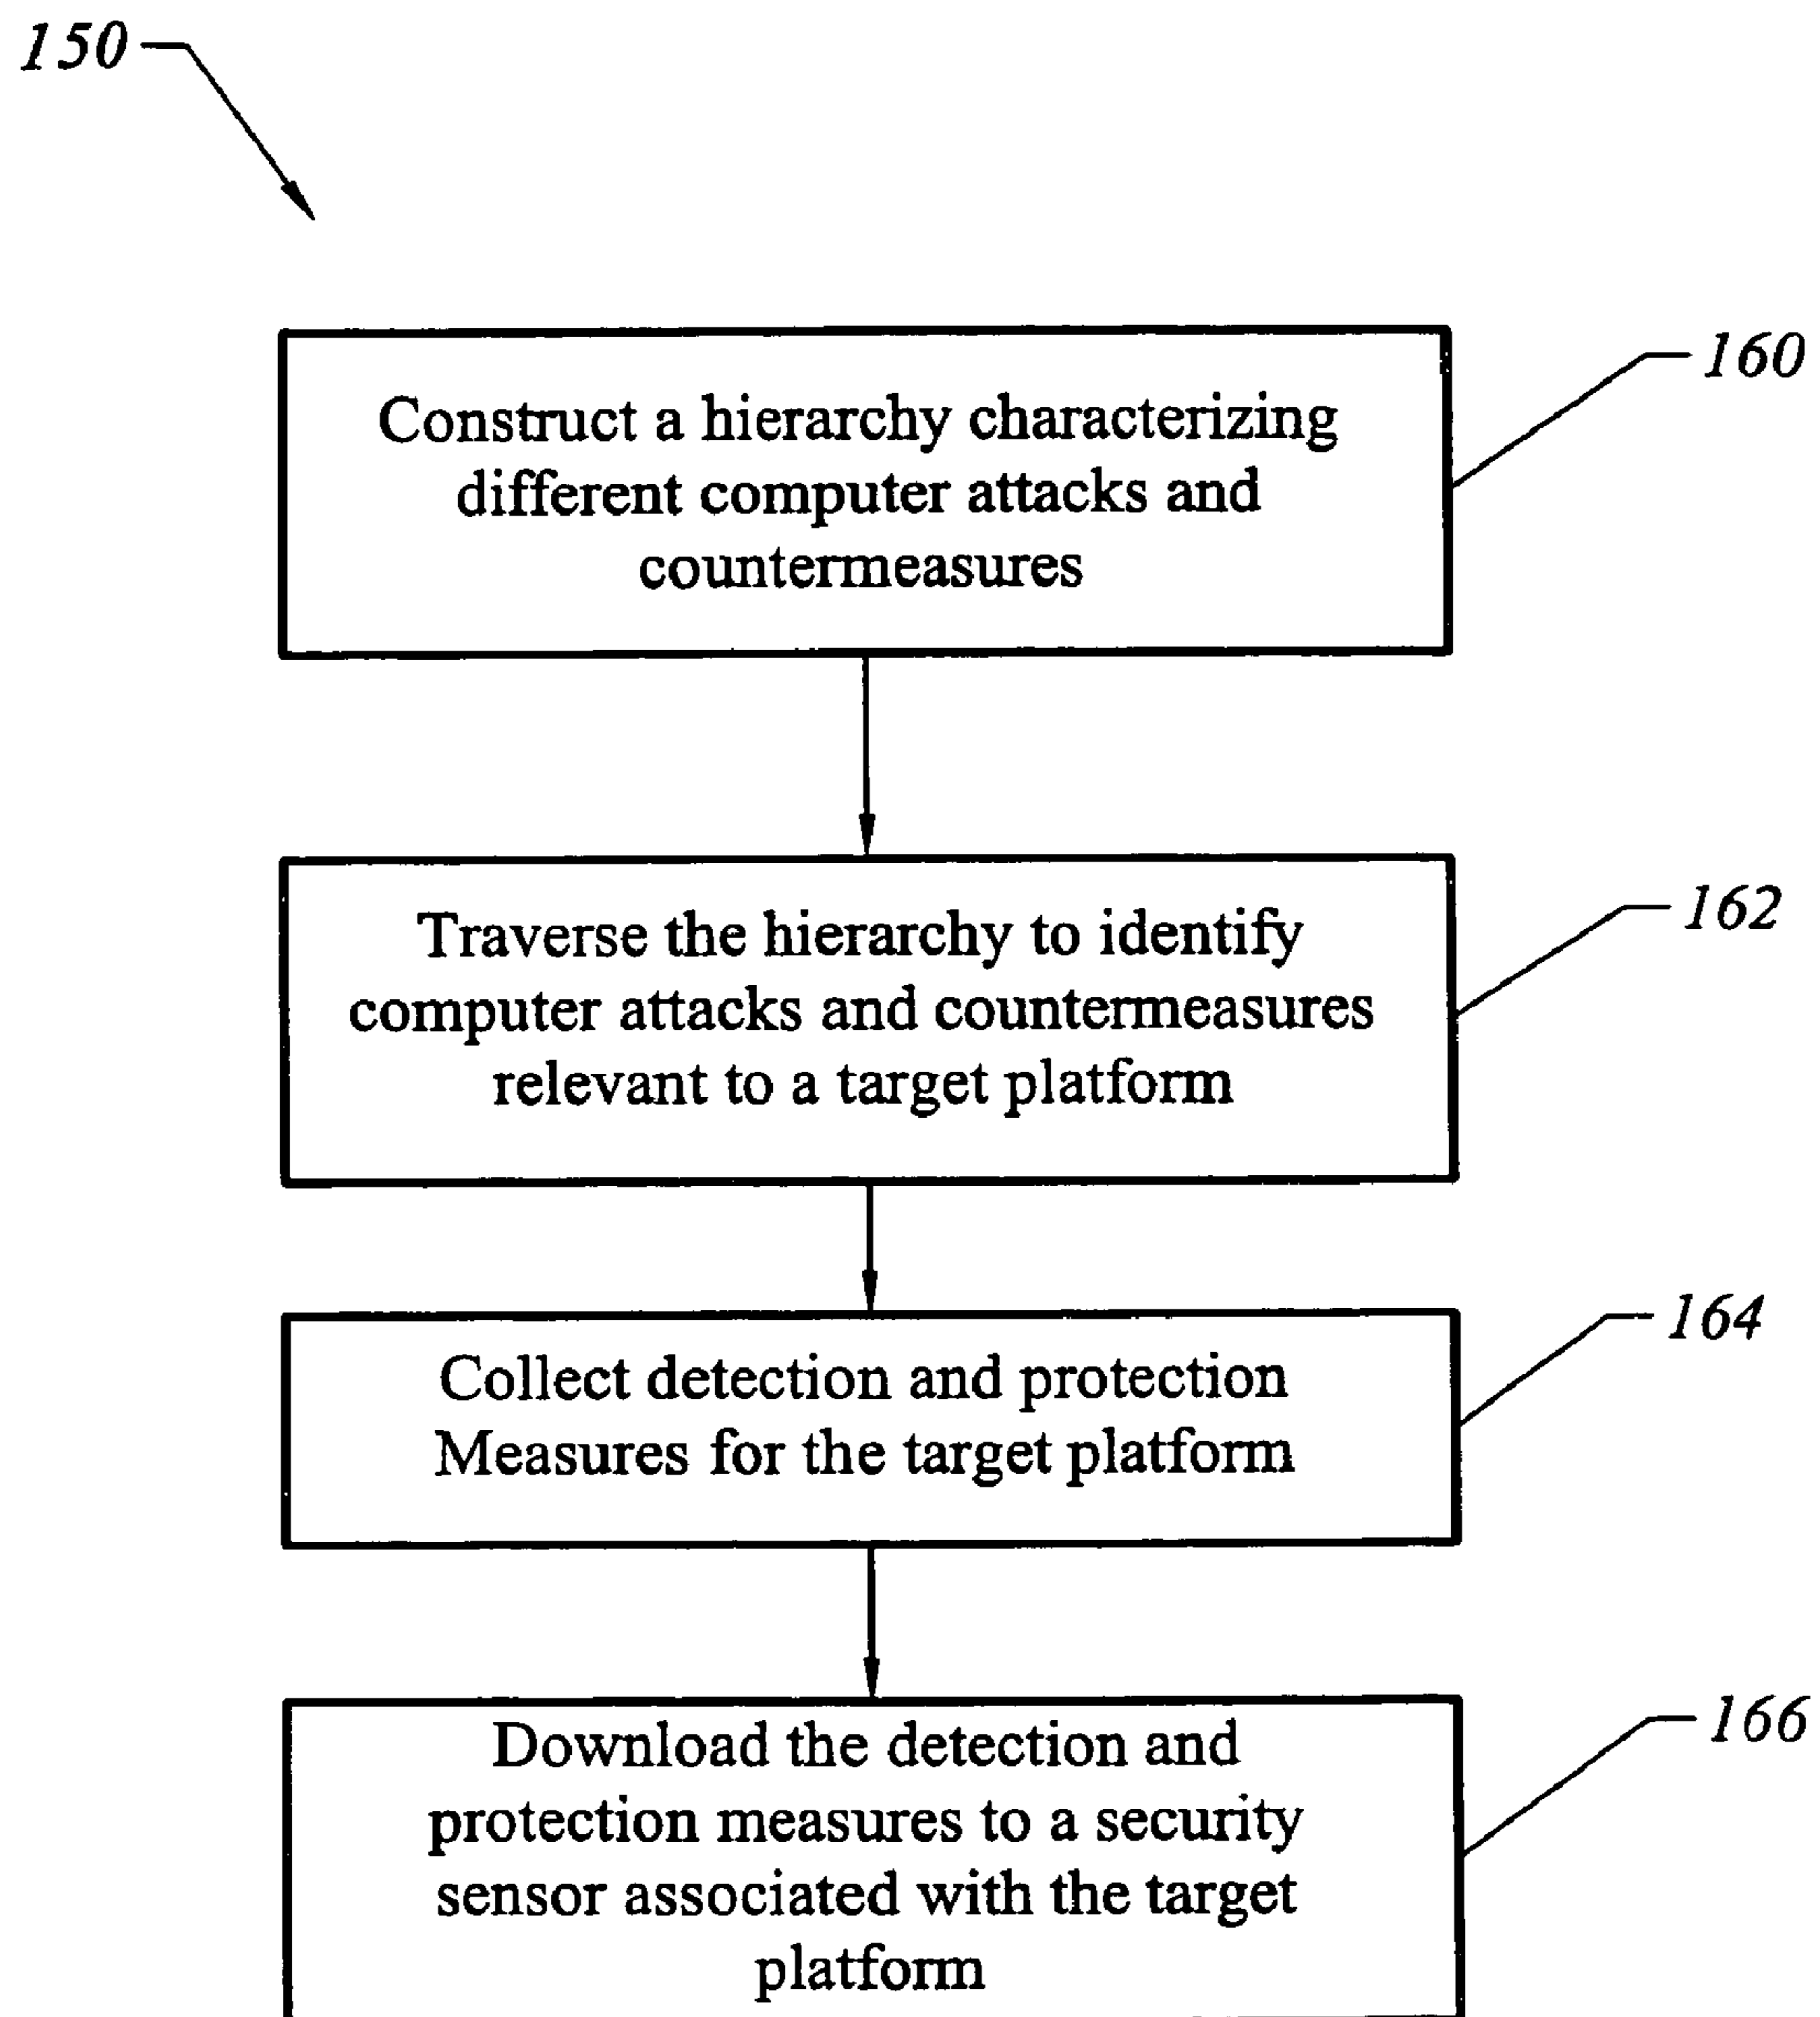 150
160
Construct a hierarchy characterizing
different computer attacks and
countermeasures
162
Traverse the hierarchy to identify
computer attacks and countermeasures
relevant to a target platform
164
Collect detection and protection
Measures for the target platform
166
Download the detection and
protection measures to a security
sensor associated with the target
platform